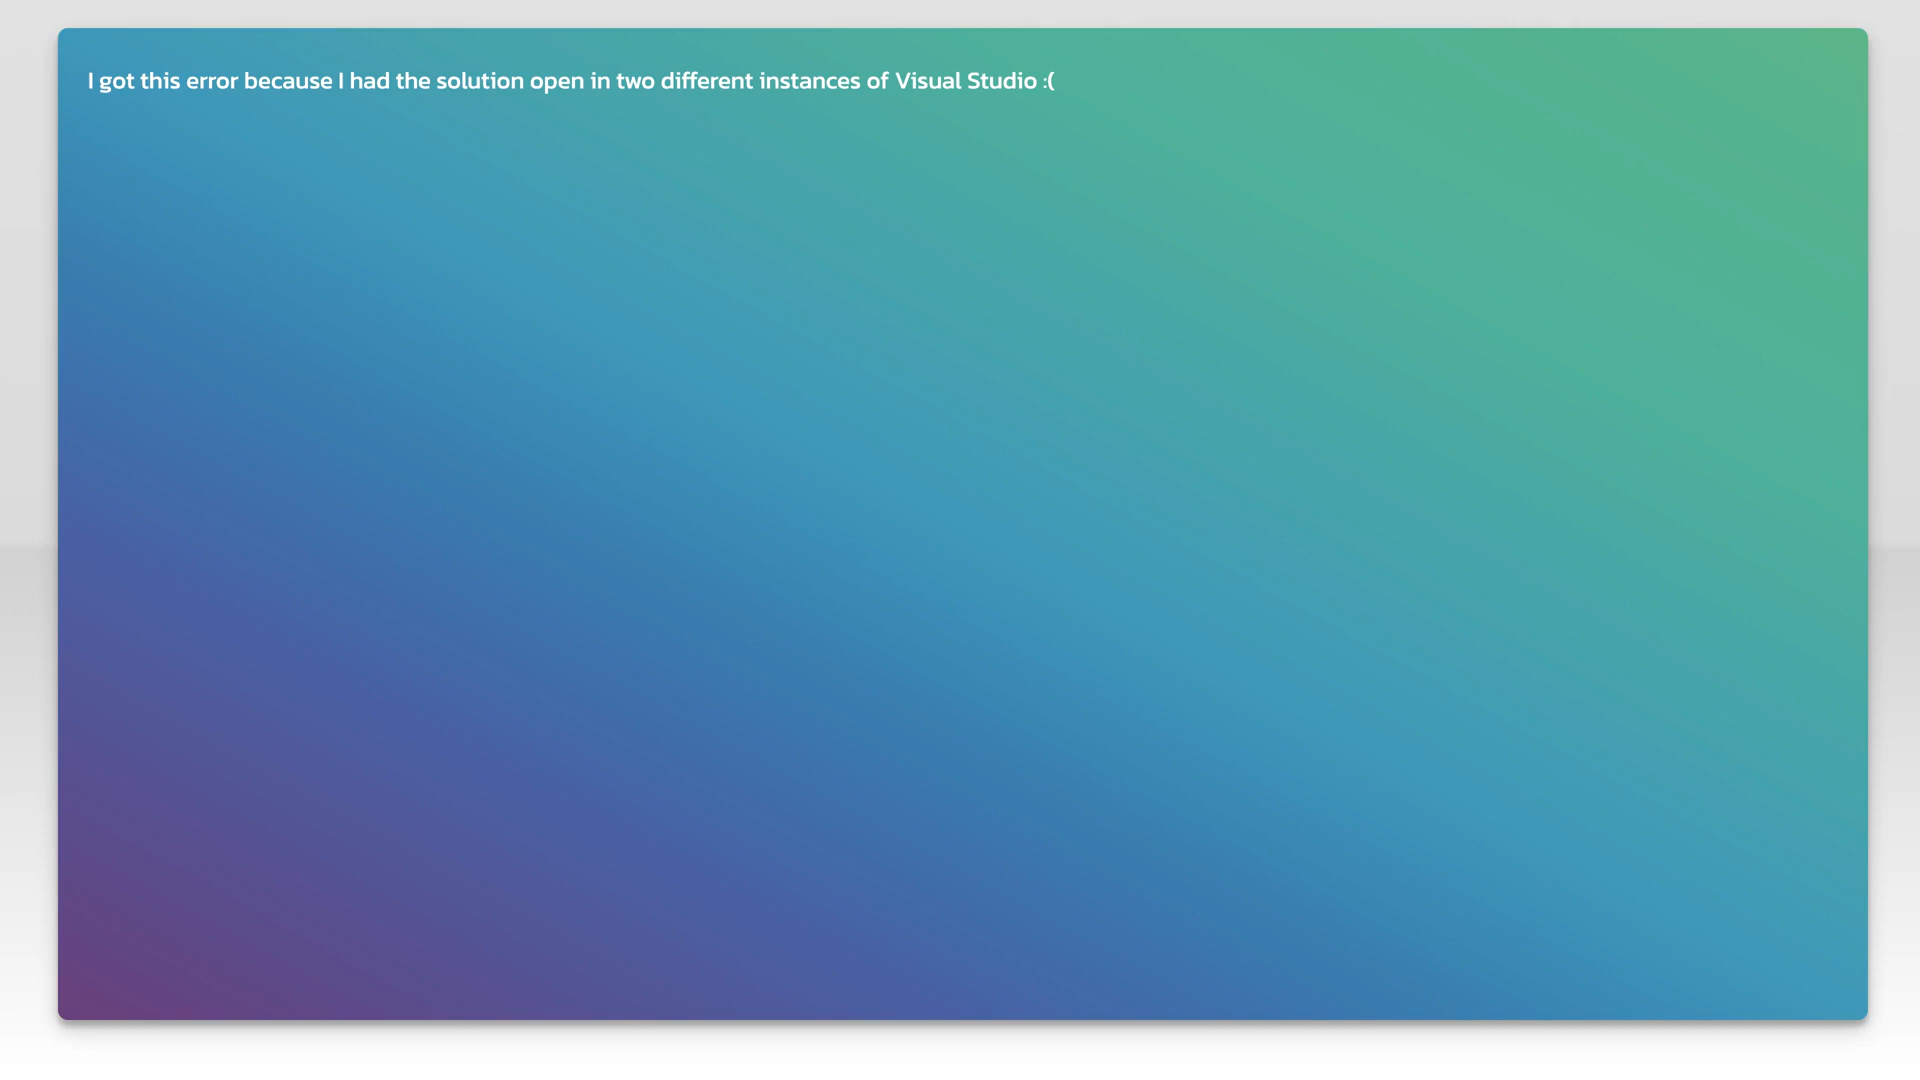 I got this error because I had the solution open in two different instances of Visual Studio :(